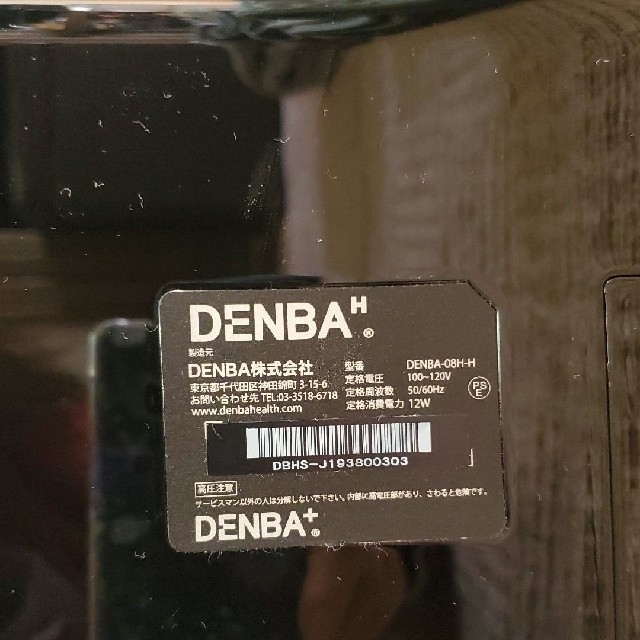 DENBA H ®
製造元
DENBA株式会社
東京都千代田区神田錦町 3-15-6
お問い合わせ先 TEL:03-3518-6718
www.denbahealth.com
型番 DENBA-08H-H
定格電圧 100~120V
定格周波数 50/60Hz
定格消費電力 12W
PSE
DBHS-J193800303
高圧注意
サービスマン以外の人は分解しないで下さい。内部に高電圧部があり、さわると危険です。
DENBA+®